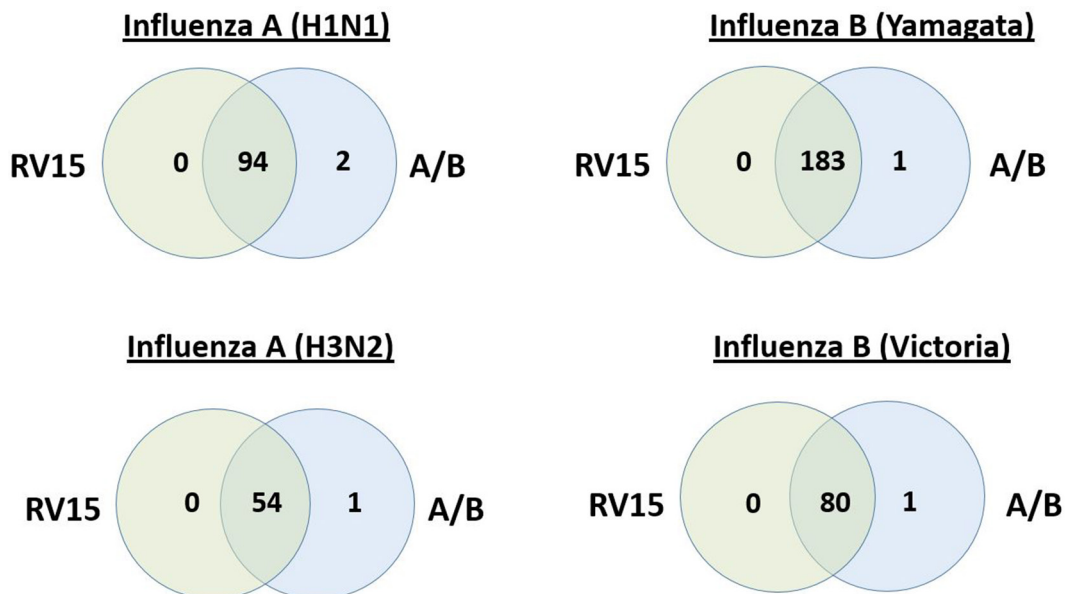 Influenza A (H1N1)
RV15 0 94 2 A/B
Influenza B (Yamagata)
RV15 0 183 1 A/B
Influenza A (H3N2)
RV15 0 54 1 A/B
Influenza B (Victoria)
RV15 0 80 1 A/B